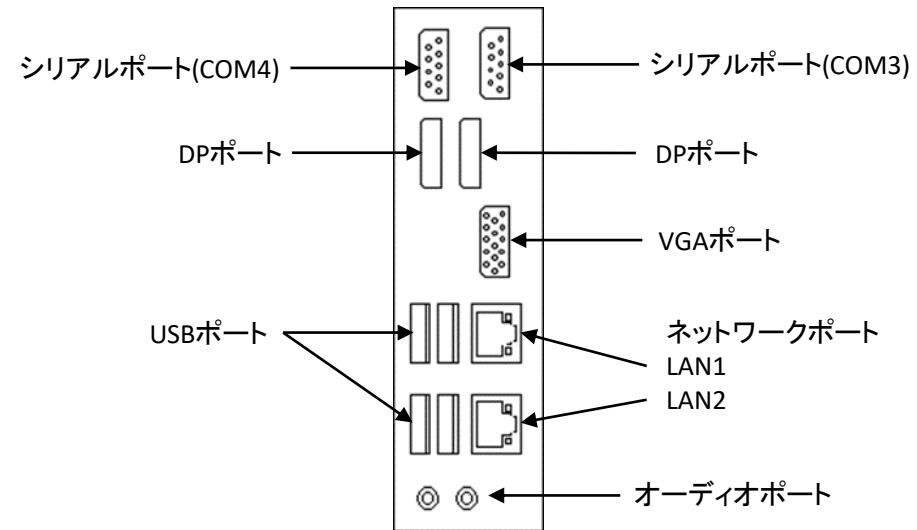 シリアルポート(COM4)
シリアルポート(COM3)
DPポート
DPポート
VGAポート
USBポート
ネットワークポート
LAN1
LAN2
オーディオポート